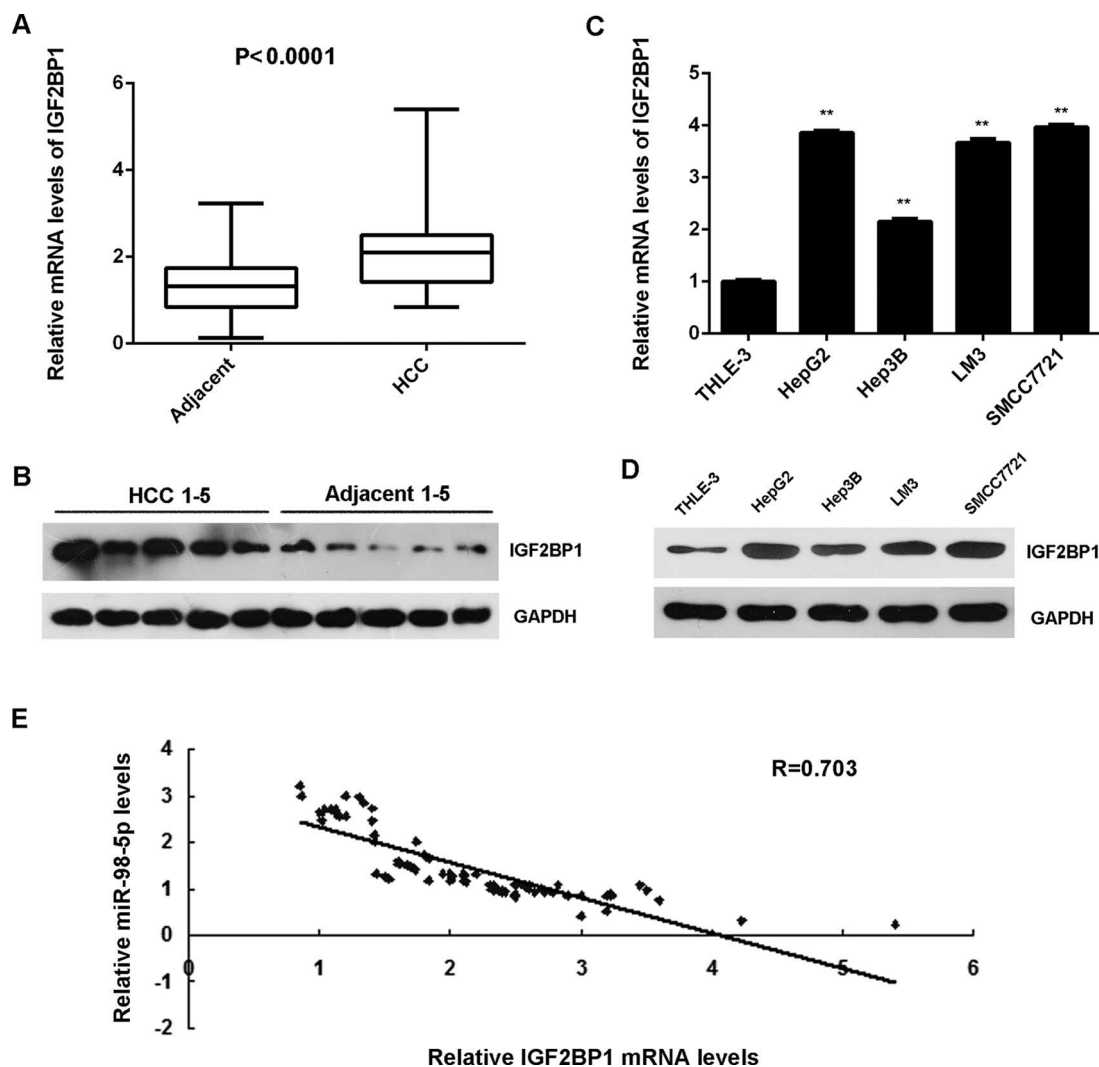 A
P<0.0001
Relative mRNA levels of IGF2BP1
6
4
2
0
Adjacent
HCC
C
Relative mRNA levels of IGF2BP1
5
4
3
2
1
0
**
**
**
**
THLE-3
HepG2
Hep3B
LM3
SMCC7721
B
HCC 1-5
Adjacent 1-5
IGF2BP1
GAPDH
D
THLE-3
HepG2
Hep3B
LM3
SMCC7721
IGF2BP1
GAPDH
E
R=0.703
Relative miR-98-5p levels
4
3
2
1
0
-1
-2
0 1 2 3 4 5 6
Relative IGF2BP1 mRNA levels